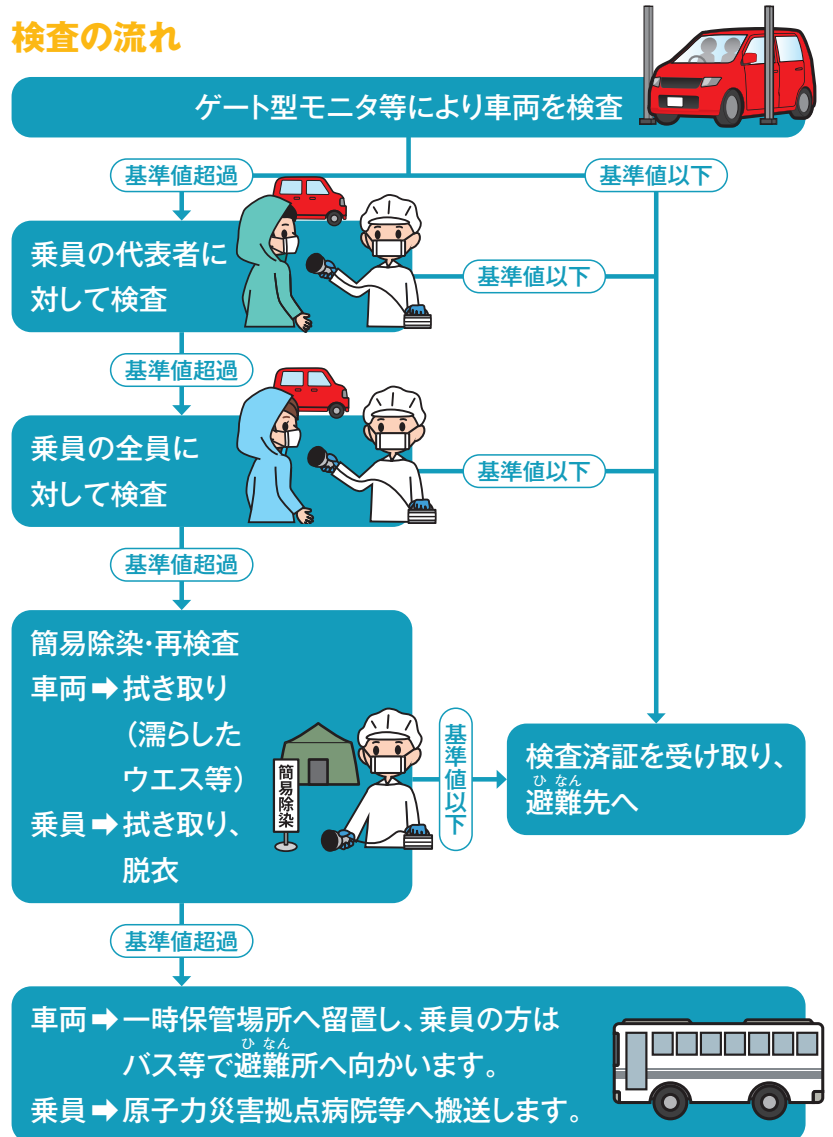 検査の流れ
ゲート型モニタ等により車両を検査
基準値超過
基準値以下
乗員の代表者に
対して検査
基準値以下
基準値超過
乗員の全員に
対して検査
基準値以下
基準値超過
簡易除染・再検査
車両➡拭き取り
(濡らした
ウエス等)
乗員➡拭き取り、
脱衣
簡易除染
基準値以下
検査済証を受け取り、
ひなん
避難先へ
基準値超過
車両➡一時保管場所へ留置し、乗員の方は
ひなん
バス等で避難所へ向かいます。
乗員➡原子力災害拠点病院等へ搬送します。